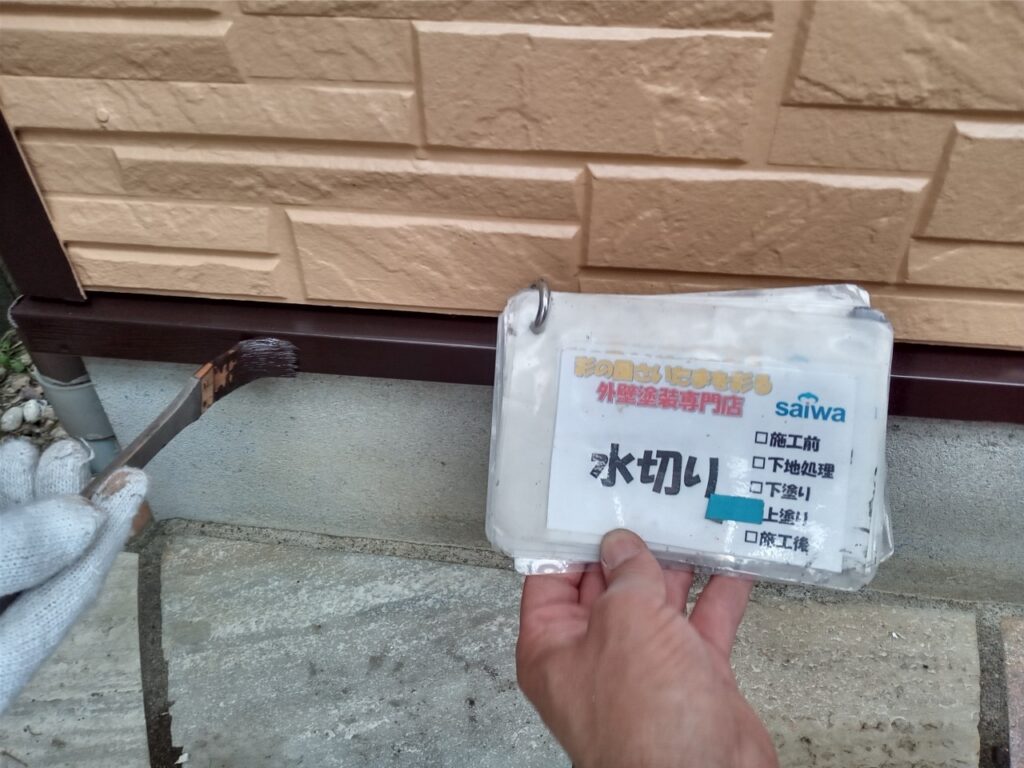 彩の国さいたまを彩る
外壁塗装専門店
saiwa
水切り
□施工前
□下地処理
□下塗り
上塗り
□施工後